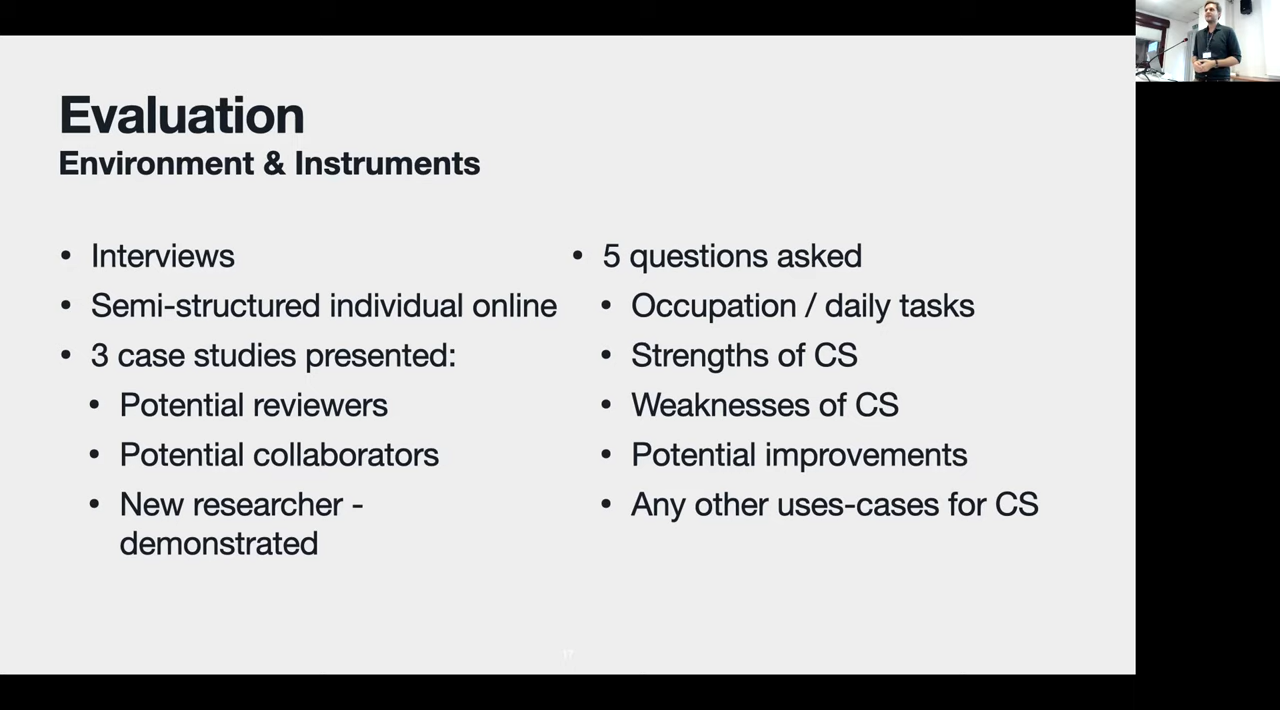 Evaluation
Environment & Instruments
• Interviews
• Semi-structured individual online
• 3 case studies presented:
• Potential reviewers
• Potential collaborators
• New researcher -
demonstrated
• 5 questions asked
• Occupation / daily tasks
• Strengths of CS
• Weaknesses of CS
• Potential improvements
• Any other uses-cases for CS
17